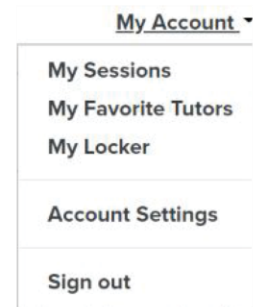 My Account
My Sessions
My Favorite Tutors
My Locker
Account Settings
Sign out